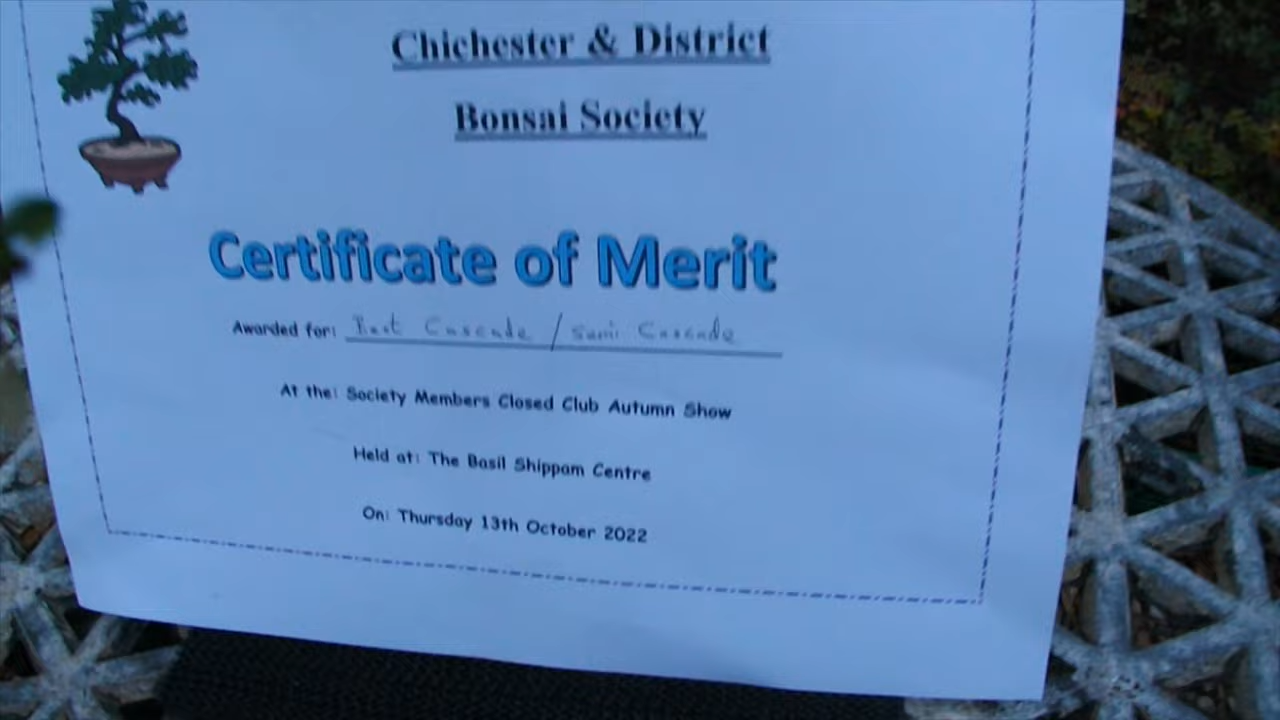 Chichester & District
Bonsai Society
Certificate of Merit
Awarded for: Best Cascade / Semi Cascade
At the: Society Members Closed Club Autumn Show
Held at: The Basil Shippam Centre
On: Thursday 13th October 2022